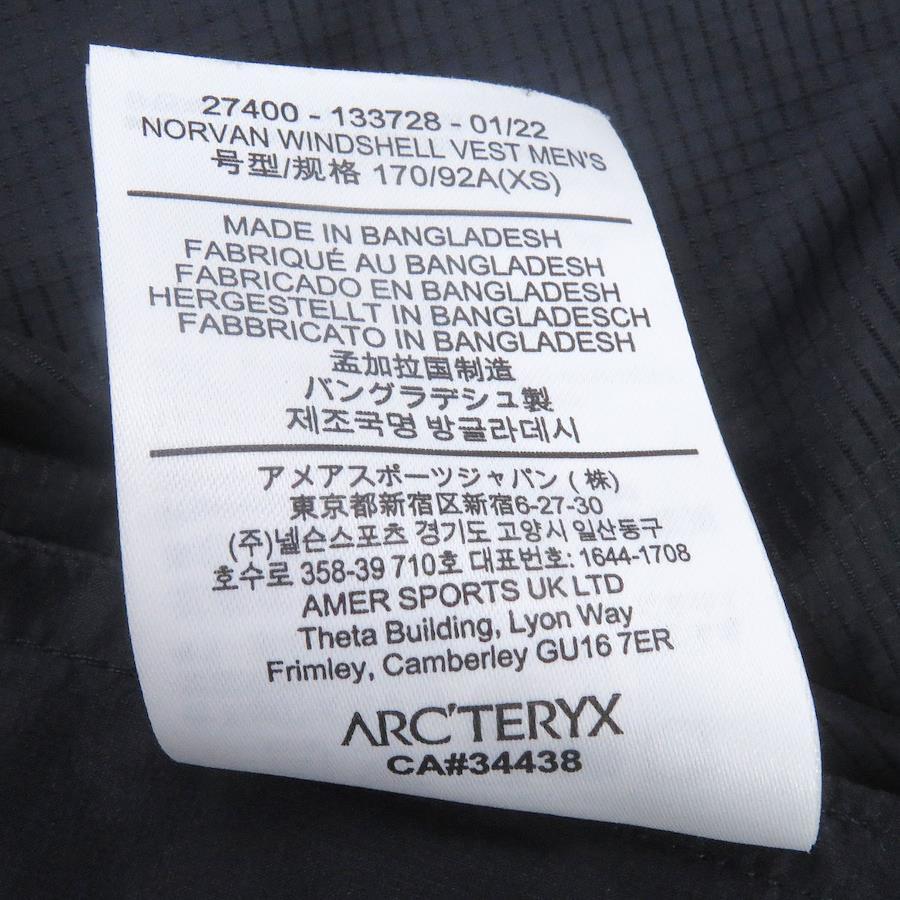 27400 - 133728 - 01/22
NORVAN WINDSHELL VEST MEN'S
号型/规格 170/92A(XS)
MADE IN BANGLADESH
FABRIQUÉ AU BANGLADESH
FABRICADO EN BANGLADESH
HERGESTELLT IN BANGLADESCH
FABBRICATO IN BANGLADESH
孟加拉国制造
バングラデシュ製
제조국명 방글라데시
アメアスポーツジャパン (株)
東京都新宿区新宿6-27-30
(주)넬슨스포츠 경기도 고양시 일산동구
호수로 358-39 710호 대표번호: 1644-1708
AMER SPORTS UK LTD
Theta Building, Lyon Way
Frimley, Camberley GU16 7ER
ARC'TERYX
CA#34438